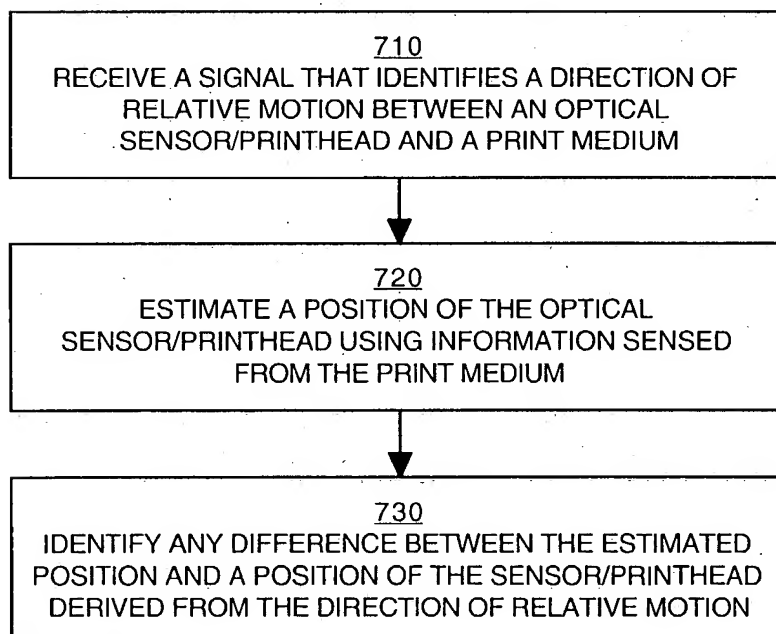 710
RECEIVE A SIGNAL THAT IDENTIFIES A DIRECTION OF
RELATIVE MOTION BETWEEN AN OPTICAL
SENSOR/PRINTHEAD AND A PRINT MEDIUM
720
ESTIMATE A POSITION OF THE OPTICAL
SENSOR/PRINTHEAD USING INFORMATION SENSED
FROM THE PRINT MEDIUM
730
IDENTIFY ANY DIFFERENCE BETWEEN THE ESTIMATED
POSITION AND A POSITION OF THE SENSOR/PRINTHEAD
DERIVED FROM THE DIRECTION OF RELATIVE MOTION